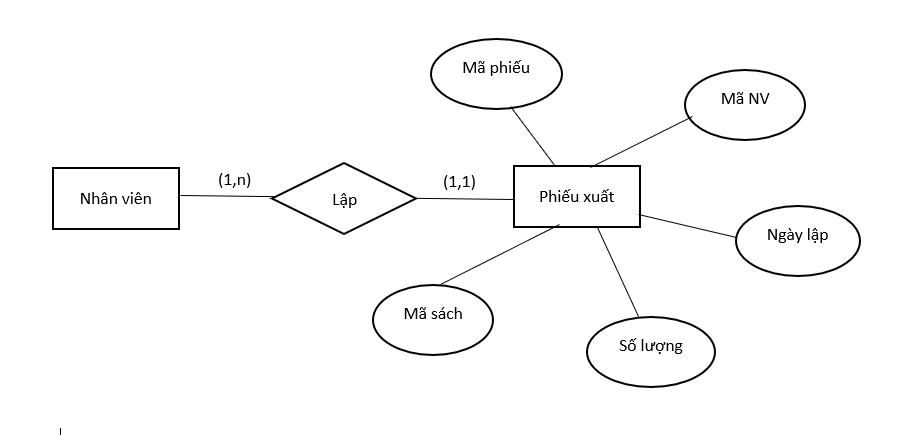 Mã phiếu
Mã NV
(1,n)
(1,1)
Nhân viên
Lập
Phiếu xuất
Ngày lập
Mã sách
Số lượng